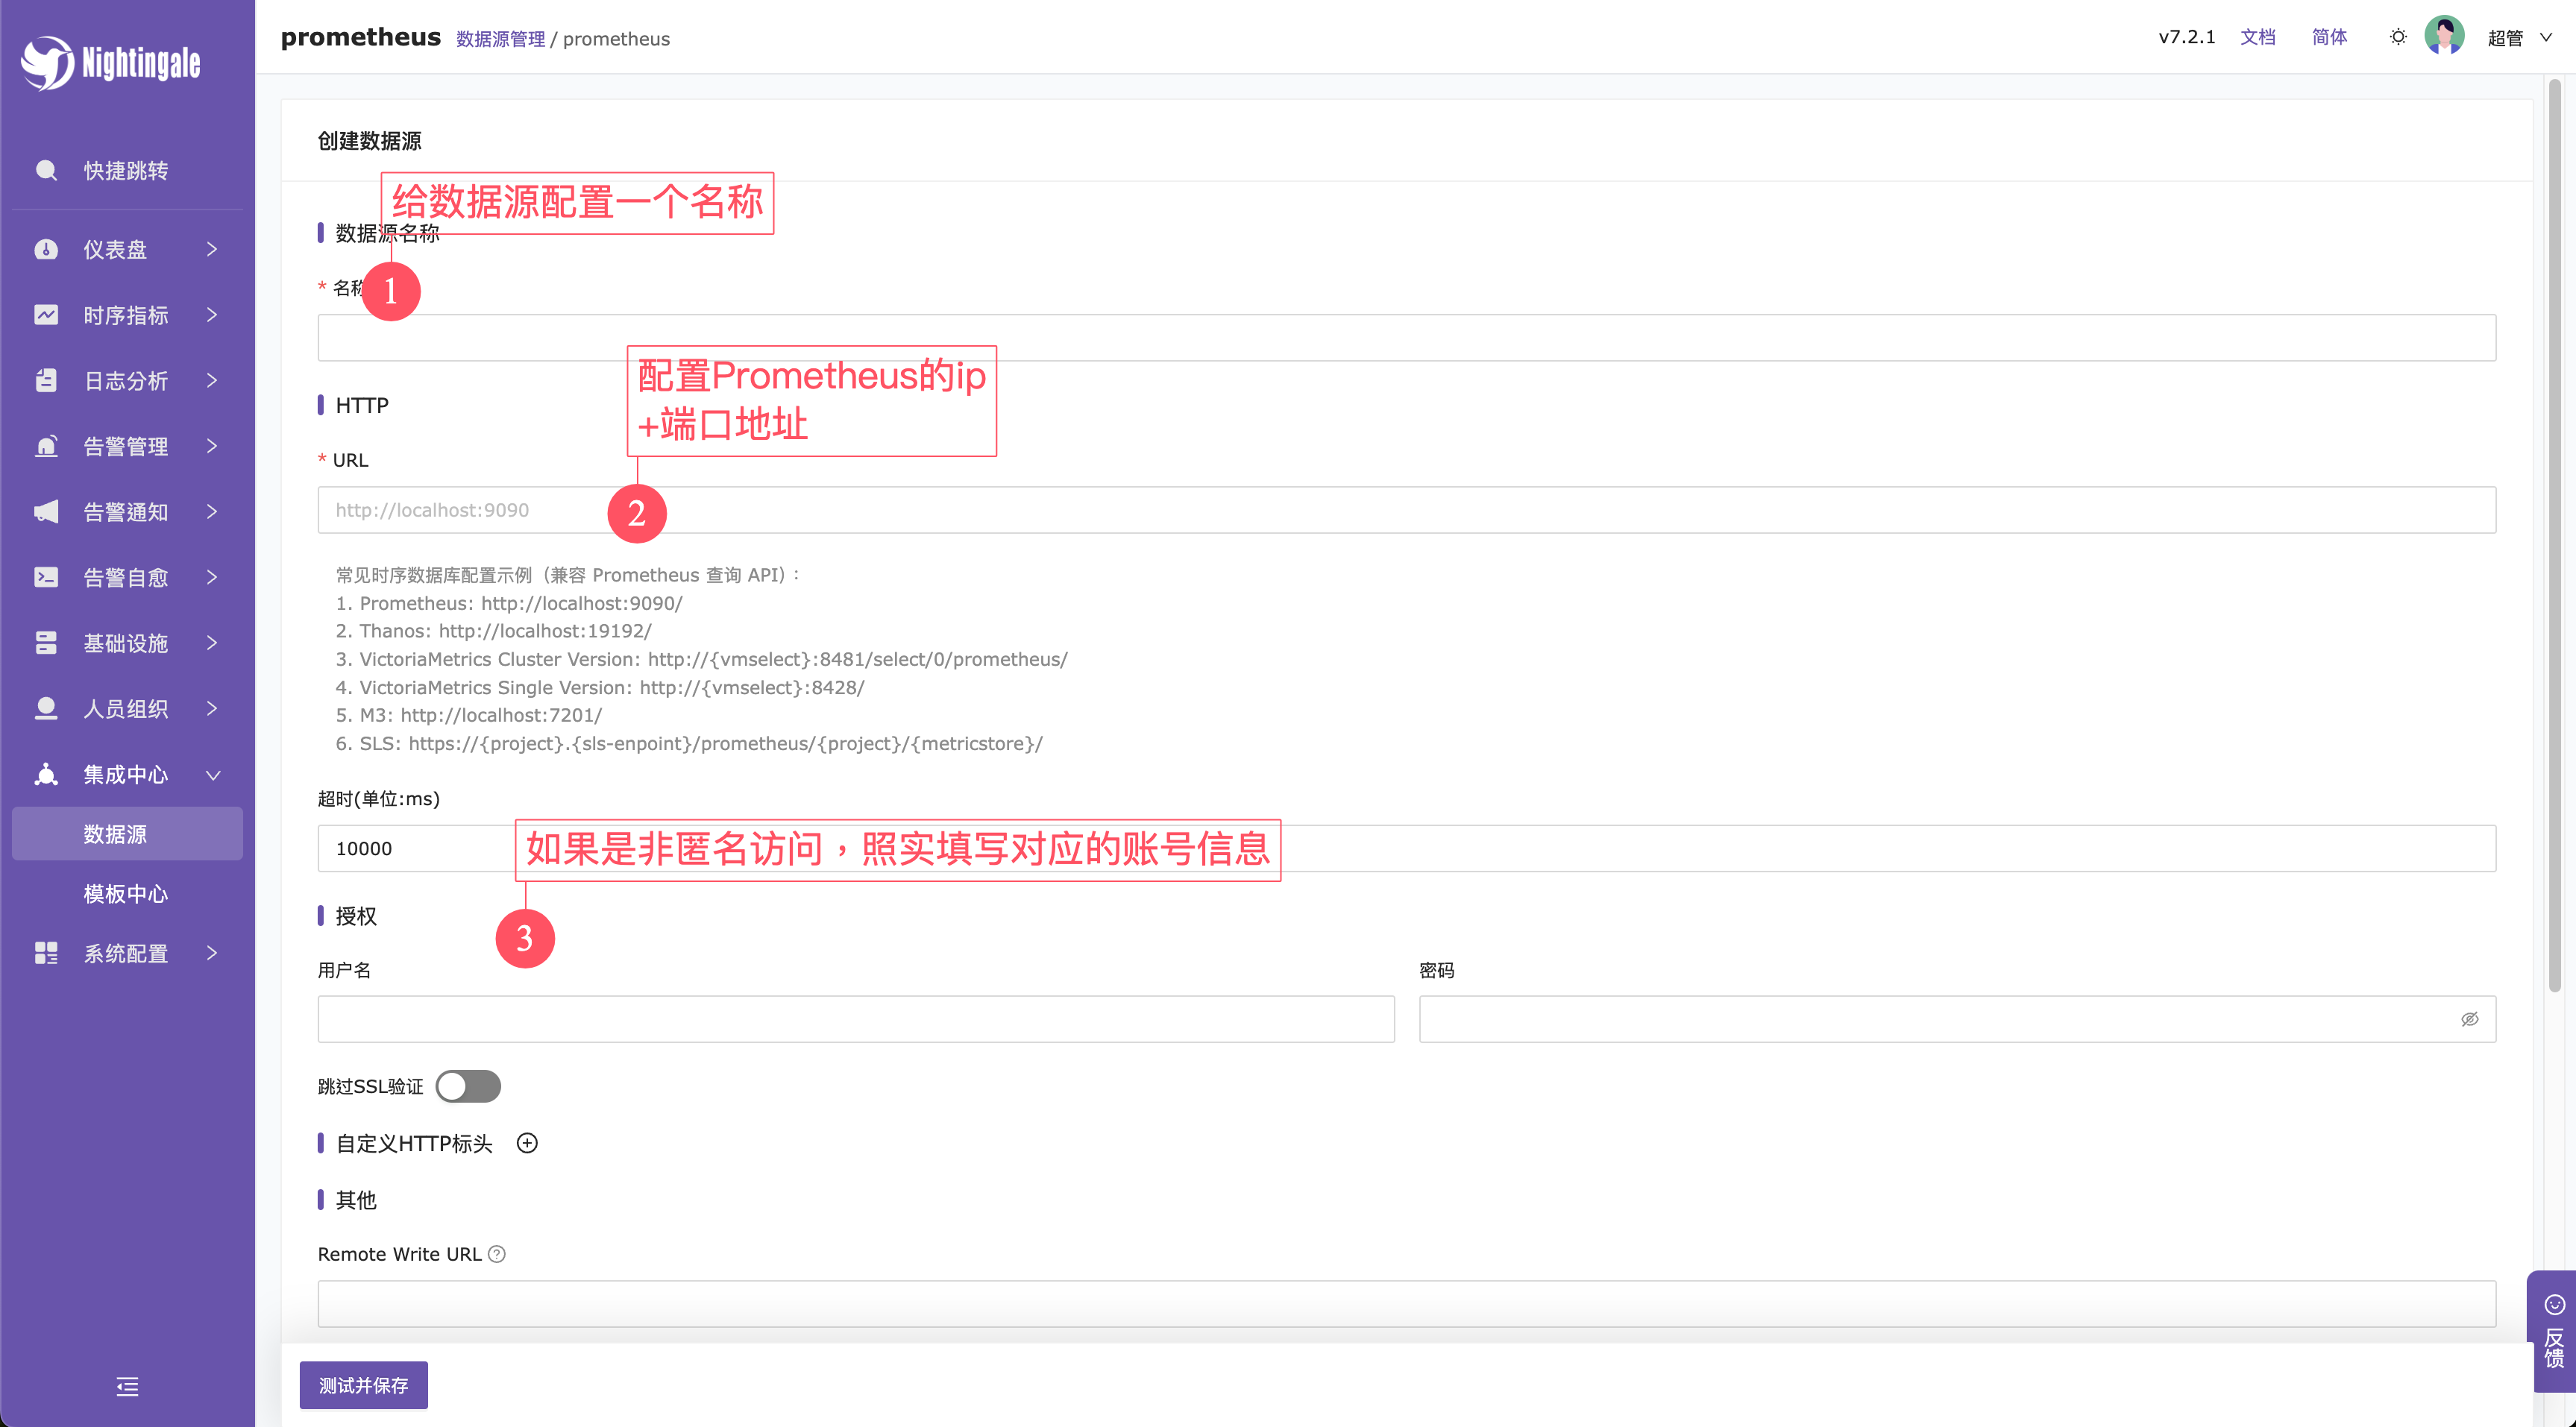 Nightingale
快捷跳转
仪表盘
时序指标
日志分析
告警管理
告警通知
告警自愈
基础设施
人员组织
集成中心
数据源
模板中心
系统配置
prometheus 数据源管理 / prometheus
v7.2.1 文档 简体 超管
创建数据源
给数据源配置一个名称
数据源名称
* 名称
1
配置Prometheus的ip
+端口地址
HTTP
* URL
http://localhost:9090
2
常见时序数据库配置示例（兼容 Prometheus 查询 API）:
1. Prometheus: http://localhost:9090/
2. Thanos: http://localhost:19192/
3. VictoriaMetrics Cluster Version: http://{vmselect}:8481/select/0/prometheus/
4. VictoriaMetrics Single Version: http://{vmselect}:8428/
5. M3: http://localhost:7201/
6. SLS: https://{project}.{sls-enpoint}/prometheus/{project}/{metricstore}/
超时(单位:ms)
10000
如果是非匿名访问，照实填写对应的账号信息
授权
3
用户名 密码
跳过SSL验证
自定义HTTP标头
其他
Remote Write URL
测试并保存
反馈